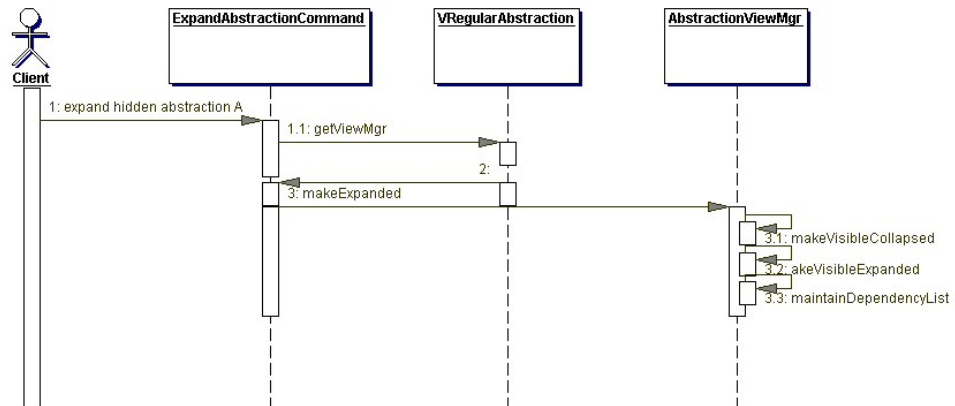 ExpandAbstractionCommand
VRegularAbstraction
AbstractionViewMgr
Client
1: expand hidden abstraction A
1.1: getViewMgr
2:
3: makeExpanded
3.1: makeVisibleCollapsed
3.2: akeVisibleExpanded
3.3: maintainDependencyList